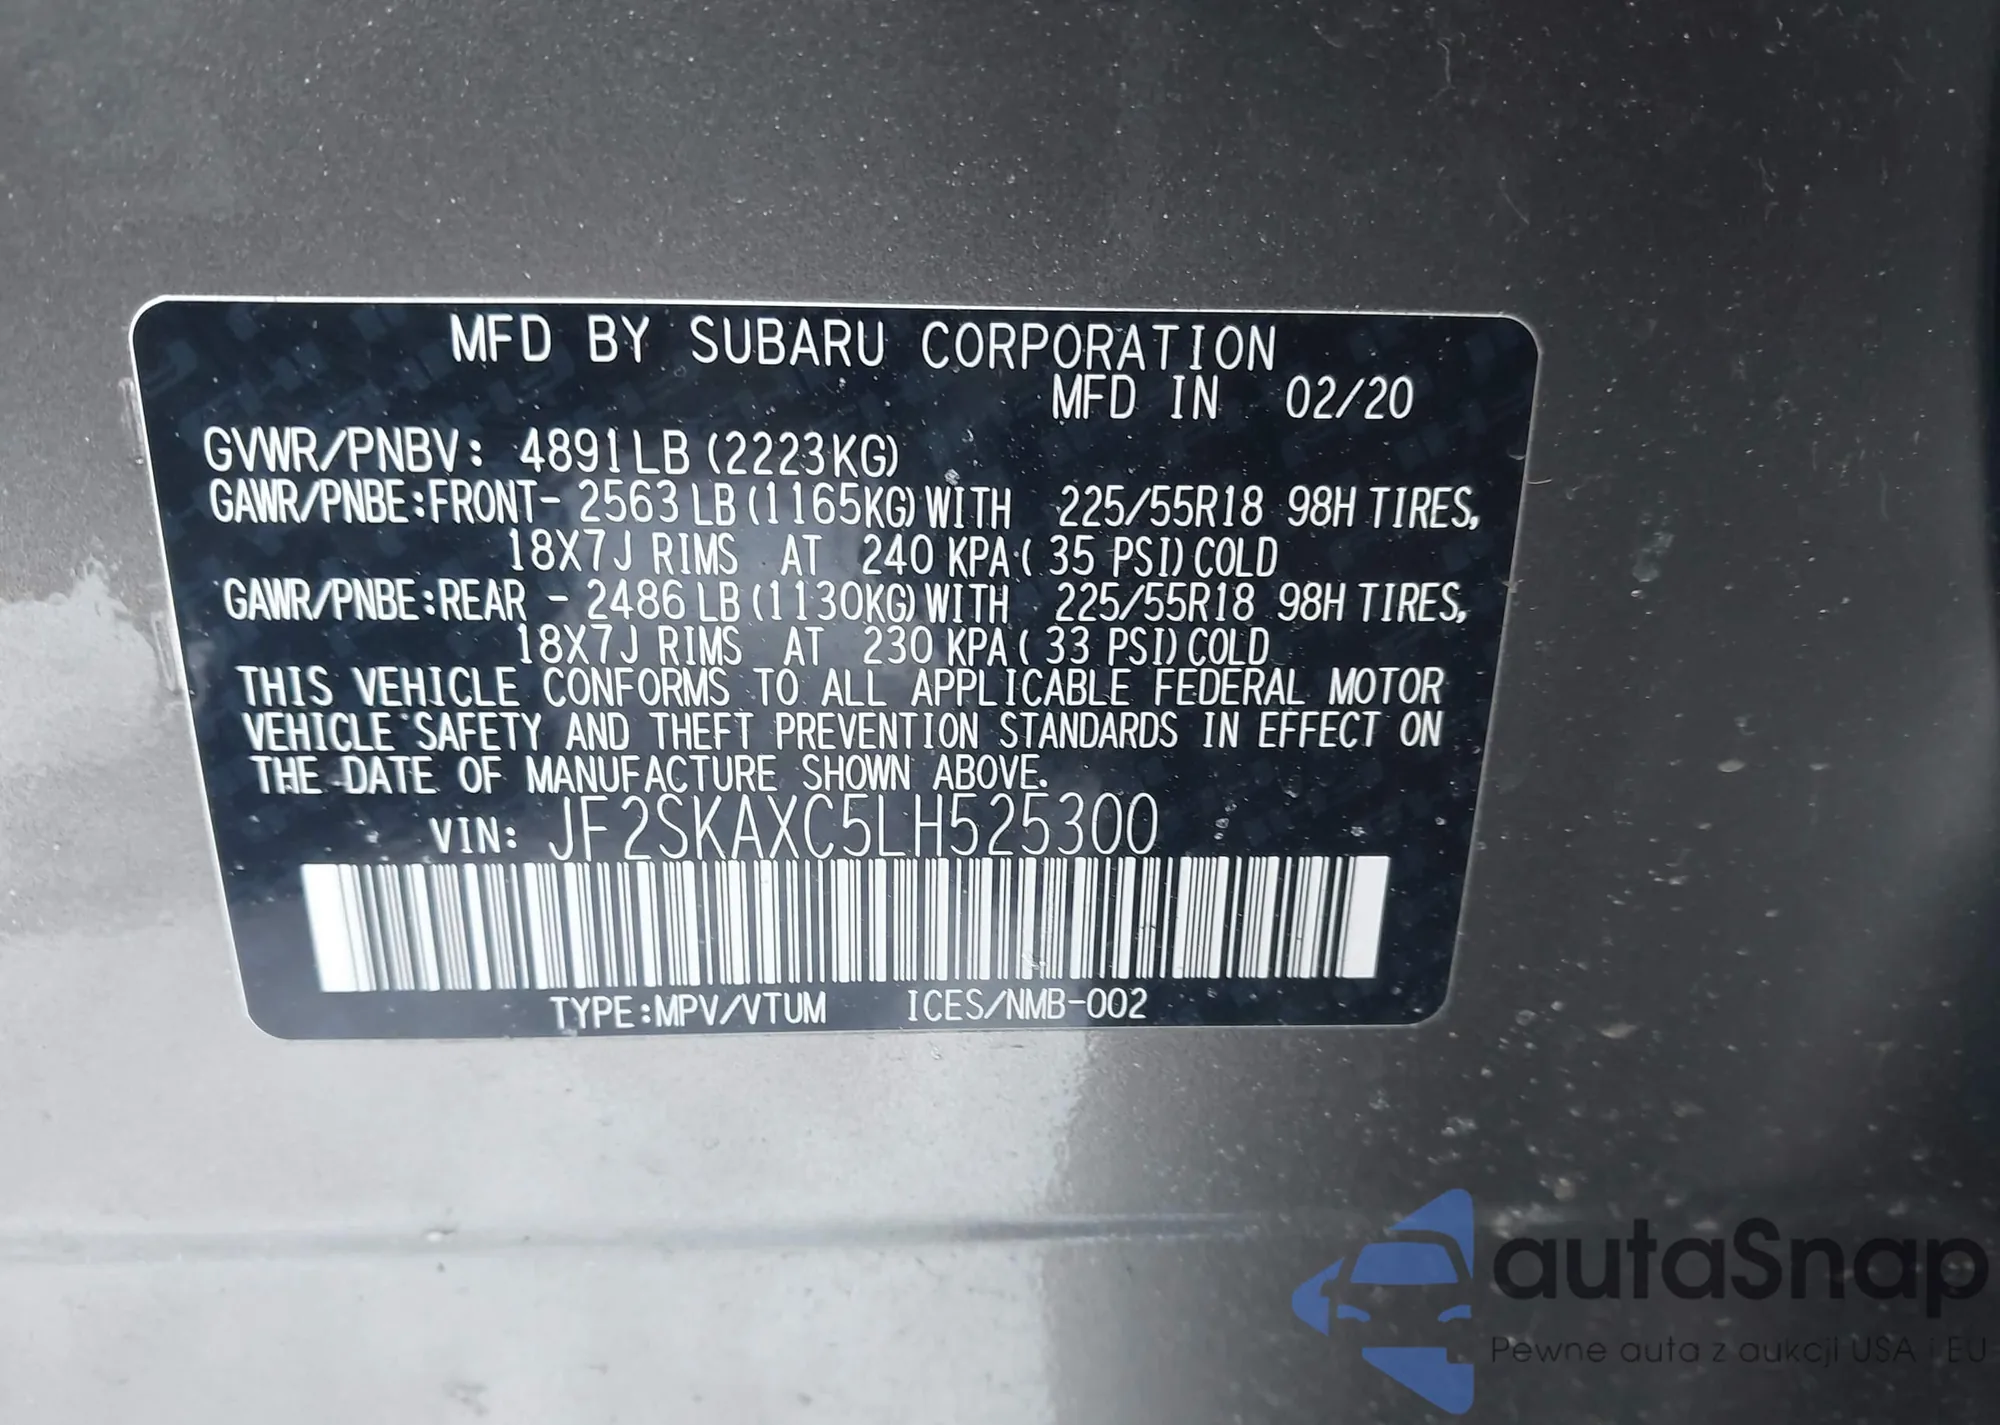 MFD BY SUBARU CORPORATION
MFD IN 02/20
GVWR/PNBV: 4891LB (2223KG)
GAWR/PNBE:FRONT- 2563 LB (1165KG) WITH 225/55R18 98H TIRES,
18X7J RIMS AT 240 KPA( 35 PSI) COLD
GAWR/PNBE:REAR - 2486 LB (1130KG) WITH 225/55R18 98H TIRES,
18X7J RIMS AT 230 KPA( 33 PSI) COLD
THIS VEHICLE CONFORMS TO ALL APPLICABLE FEDERAL MOTOR
VEHICLE SAFETY AND THEFT PREVENTION STANDARDS IN EFFECT ON
THE DATE OF MANUFACTURE SHOWN ABOVE.
VIN: JF2SKAXC5LH525300
TYPE:MPV/VTUM ICES/NMB-002
autaSnap
Pewne auta z aukcji USA i EU